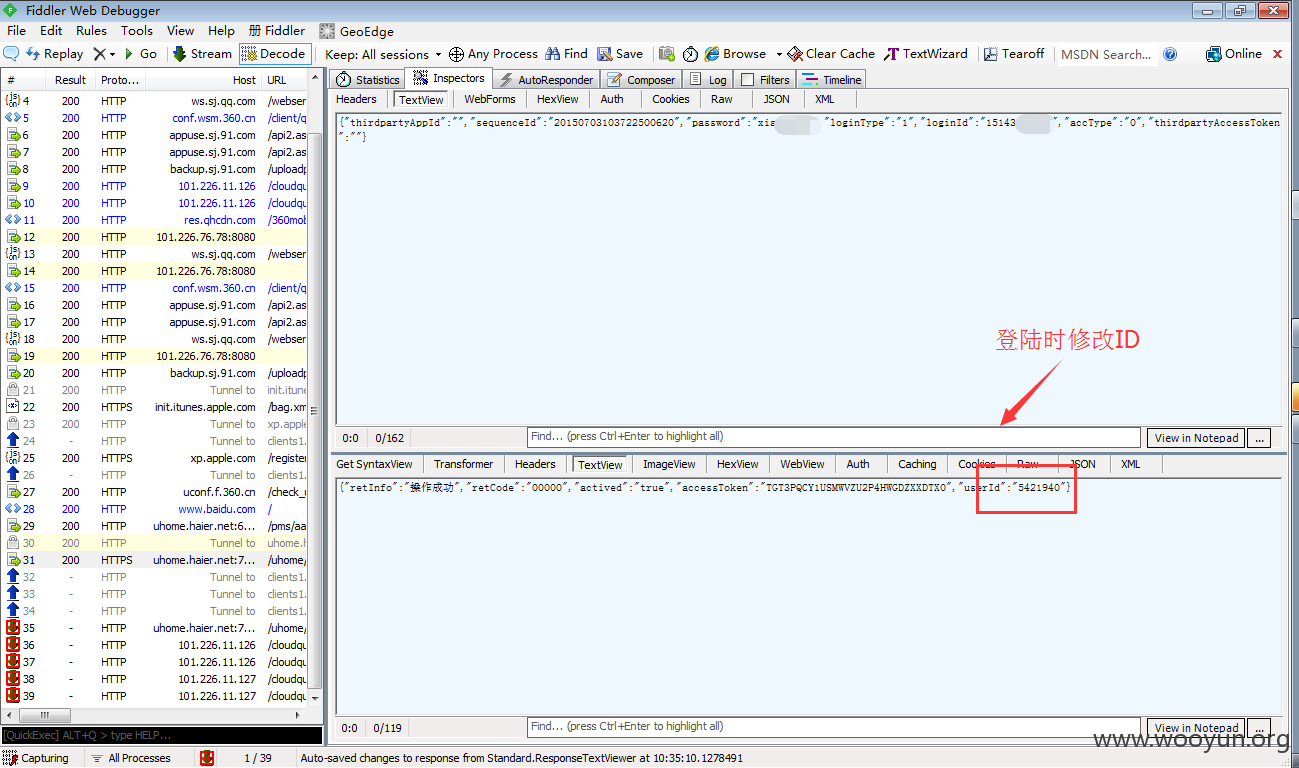 Fiddler Web Debugger
File Edit Rules Tools View Help Fiddler GeoEdge
Replay Go Stream Decode Keep: All sessions Any Process Find Save Browse Clear Cache TextWizard Tearoff MSDN Search... Online
# Result Proto... Host URL
4 200 HTTP ws.sj.qq.com /webser
5 200 HTTP conf.wsm.360.cn /client/q
6 200 HTTP appuse.sj.91.com /api2.as
7 200 HTTP appuse.sj.91.com /api2.as
8 200 HTTP backup.sj.91.com /uploadp
9 200 HTTP 101.226.11.126 /cloudqu
10 200 HTTP 101.226.11.126 /cloudqu
11 200 HTTP res.qhcdn.com /360mob
12 200 HTTP 101.226.76.78:8080
13 200 HTTP ws.sj.qq.com /webser
14 200 HTTP 101.226.76.78:8080
15 200 HTTP conf.wsm.360.cn /client/q
16 200 HTTP appuse.sj.91.com /api2.as
17 200 HTTP appuse.sj.91.com /api2.as
18 200 HTTP ws.sj.qq.com /webser
19 200 HTTP 101.226.76.78:8080
20 200 HTTP backup.sj.91.com /uploadp
21 200 HTTP Tunnel to init.itune
22 200 HTTPS init.itunes.apple.com /bag.xm
23 200 HTTP Tunnel to xp.apple
24 - HTTP Tunnel to clients1.
25 200 HTTPS xp.apple.com /register
26 - HTTP Tunnel to clients1.
27 200 HTTP uconf.f.360.cn /check_u
28 200 HTTP www.baidu.com /
29 200 HTTP uhome.haier.net:6... /pms/aa
30 200 HTTP Tunnel to uhome.h
31 200 HTTPS uhome.haier.net:7... /uhome/
32 - HTTP Tunnel to clients1.
33 - HTTP Tunnel to clients1.
34 - HTTP Tunnel to clients1.
35 - HTTP uhome.haier.net:7... /uhome/
36 - HTTP 101.226.11.126 /cloudqu
37 - HTTP 101.226.11.126 /cloudqu
38 - HTTP 101.226.11.127 /cloudqu
39 - HTTP 101.226.11.127 /cloudqu
[QuickExec] ALT+Q > type HELP...
Statistics Inspectors AutoResponder Composer Log Filters Timeline
Headers TextView WebForms HexView Auth Cookies Raw JSON XML
{"thirdpartyAppId":"","sequenceId":"20150703103722500620","password":"xia "loginType":"1","loginId":"15143 ","accType":"0","thirdpartyAccessToken
":""}
登陆时修改ID
0:0 0/162 Find... (press Ctrl+Enter to highlight all) View in Notepad ...
Get SyntaxView Transformer Headers TextView ImageView HexView WebView Auth Caching Cookies Raw JSON XML
{"retInfo":"操作成功","retCode":"00000","actived":"true","accessToken":"TGT3PQCY1USMWVZU2P4HWGDZXXDTX0","userId":"5421940"}
0:0 0/119 Find... (press Ctrl+Enter to highlight all) View in Notepad ...
www.wooyun.org
Capturing All Processes 1 / 39 Auto-saved changes to response from Standard.ResponseTextViewer at 10:35:10.1278491